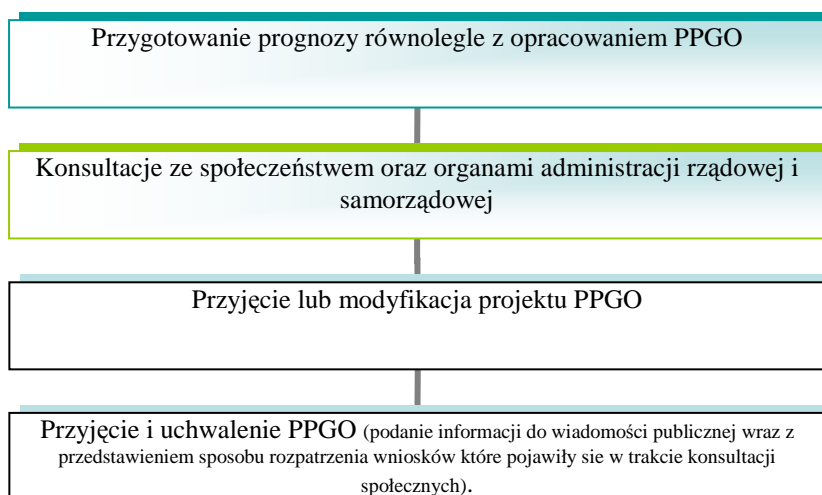 Przygotowanie prognozy równolegle z opracowaniem PPGO
Konsultacje ze społeczeństwem oraz organami administracji rządowej i
samorządowej
Przyjęcie lub modyfikacja projektu PPGO
Przyjęcie i uchwalenie PPGO (podanie informacji do wiadomości publicznej wraz z
przedstawieniem sposobu rozpatrzenia wniosków które pojawiły sie w trakcie konsultacji
społecznych).